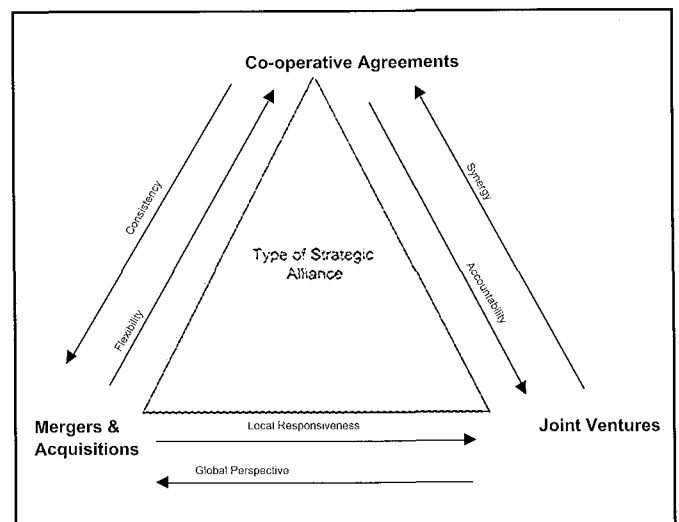 Co-operative Agreements
Consistency
Flexibility
Synergy
Accountability
Type of Strategic
Alliance
Mergers &
Acquisitions
Local Responsiveness
Joint Ventures
Global Perspective